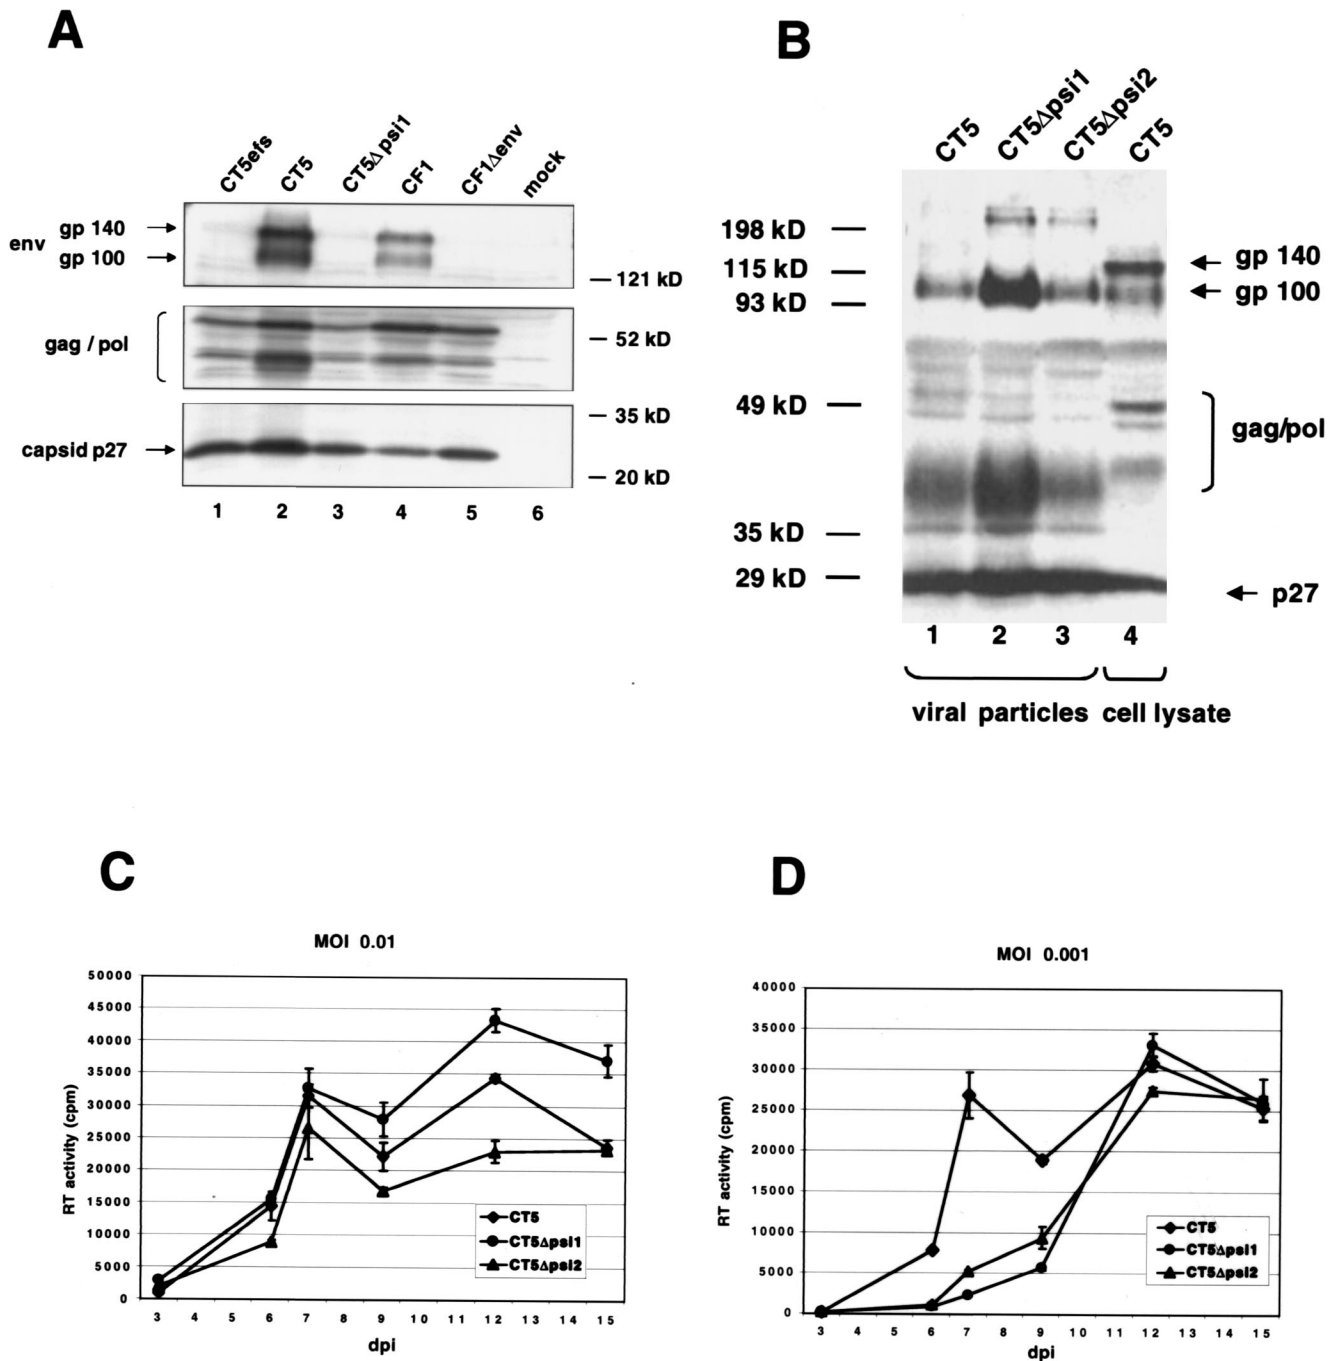 A
CT5efs
CT5
CT5Δpsi1
CF1
CF1Δenv
mock
env
gp 140
gp 100
121 kD
gag / pol
52 kD
35 kD
capsid p27
20 kD
1 2 3 4 5 6
B
CT5
CT5Δpsi1
CT5Δpsi2
CT5
198 kD
115 kD
93 kD
49 kD
35 kD
29 kD
gp 140
gp 100
gag/pol
p27
1 2 3 4
viral particles cell lysate
C
MOI 0.01
RT activity (cpm)
50000
45000
40000
35000
30000
25000
20000
15000
10000
5000
0
3 4 5 6 7 8 9 10 11 12 13 14 15
dpi
CT5
CT5Δpsi1
CT5Δpsi2
D
MOI 0.001
RT activity (cpm)
40000
35000
30000
25000
20000
15000
10000
5000
0
3 4 5 6 7 8 9 10 11 12 13 14 15
dpi
CT5
CT5Δpsi1
CT5Δpsi2